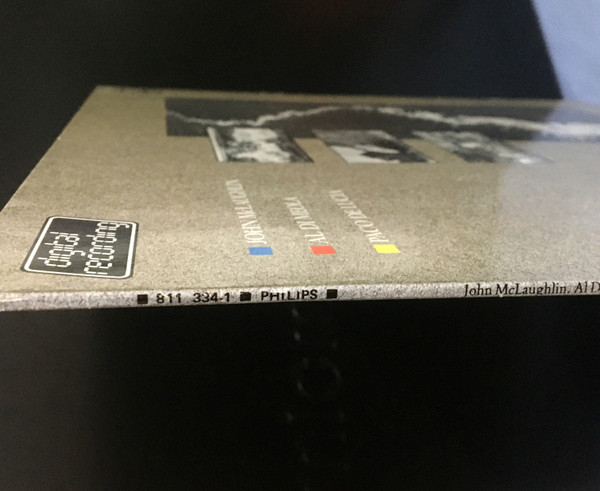 digital
recording
JOHN McLAUGHLIN
AL DI MEOLA
PACO DE LUCIA
811 334-1 PHILIPS
John McLaughlin, Al D